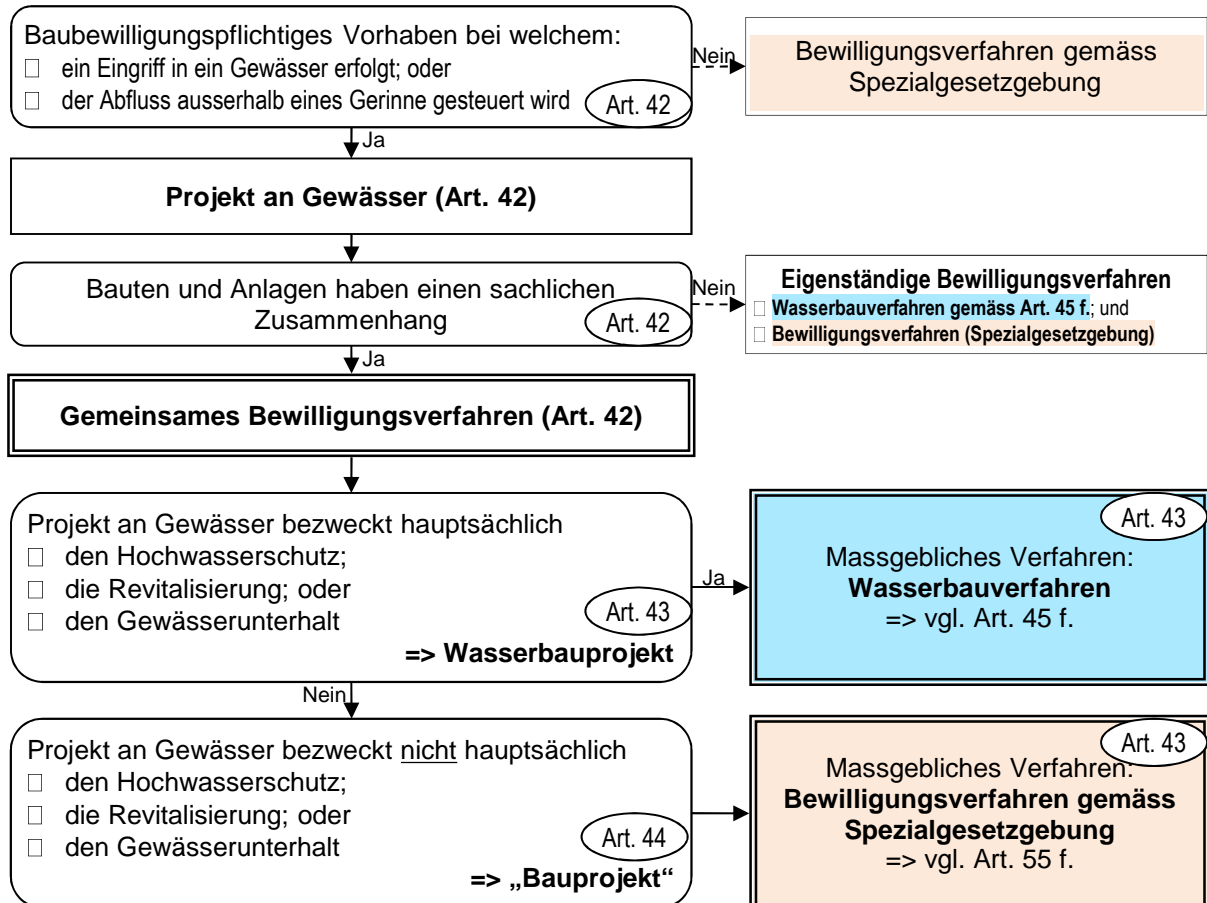 Baubewilligungspflichtiges Vorhaben bei welchem:
□ ein Eingriff in ein Gewässer erfolgt; oder
□ der Abfluss ausserhalb eines Gerinne gesteuert wird
Art. 42
Nein
Bewilligungsverfahren gemäss
Spezialgesetzgebung
Ja
Projekt an Gewässer (Art. 42)
Bauten und Anlagen haben einen sachlichen
Zusammenhang
Art. 42
Nein
Eigenständige Bewilligungsverfahren
□ Wasserbauverfahren gemäss Art. 45 f.; und
□ Bewilligungsverfahren (Spezialgesetzgebung)
Ja
Gemeinsames Bewilligungsverfahren (Art. 42)
Projekt an Gewässer bezweckt hauptsächlich
□ den Hochwasserschutz;
□ die Revitalisierung; oder
□ den Gewässerunterhalt
Art. 43
=> Wasserbauprojekt
Ja
Art. 43
Massgebliches Verfahren:
Wasserbauverfahren
=> vgl. Art. 45 f.
Nein
Projekt an Gewässer bezweckt nicht hauptsächlich
□ den Hochwasserschutz;
□ die Revitalisierung; oder
□ den Gewässerunterhalt
Art. 44
=> „Bauprojekt“
Art. 43
Massgebliches Verfahren:
Bewilligungsverfahren gemäss
Spezialgesetzgebung
=> vgl. Art. 55 f.